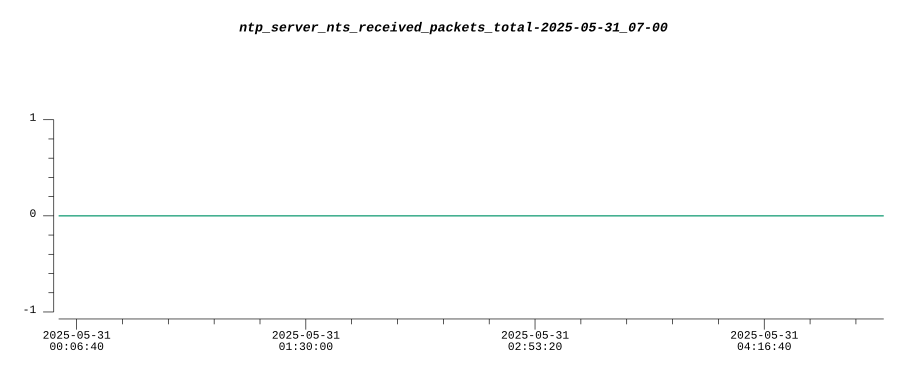 ntp_server_nts_received_packets_total-2025-05-31_07-00
1
0
-1
2025-05-31 2025-05-31 2025-05-31 2025-05-31
00:06:40 01:30:00 02:53:20 04:16:40